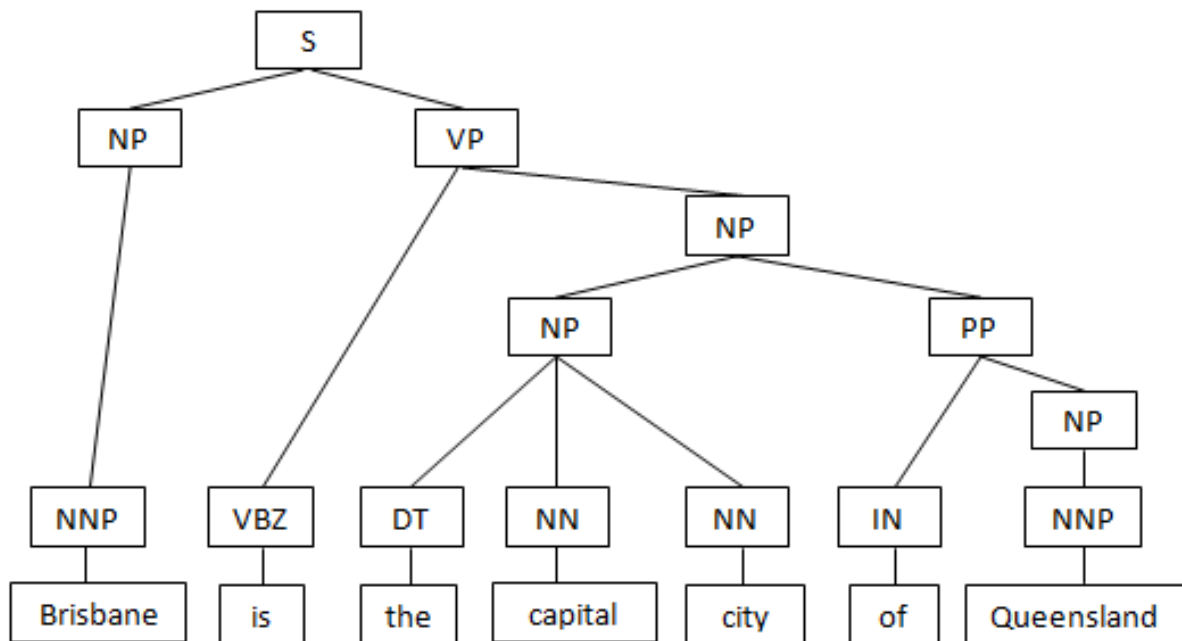 S
NP VP
NP
NP PP
NP
NNP VBZ DT NN NN IN NNP
Brisbane is the capital city of Queensland